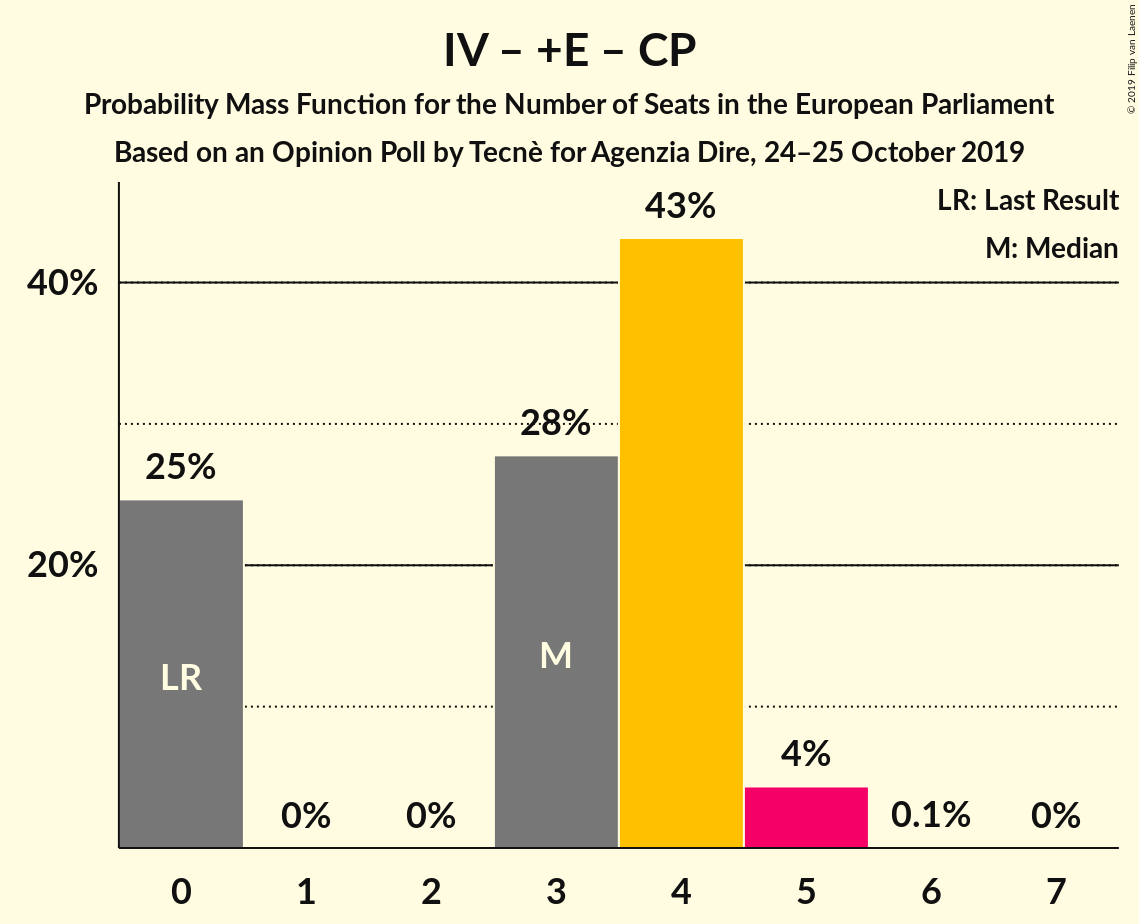 IV – +E – CP
Probability Mass Function for the Number of Seats in the European Parliament
Based on an Opinion Poll by Tecnè for Agenzia Dire, 24–25 October 2019
© 2019 Filip van Laenen
LR: Last Result
M: Median
43%
40%
28%
25%
20%
M
LR
4%
0%
0%
0.1%
0%
0
1
2
3
4
5
6
7